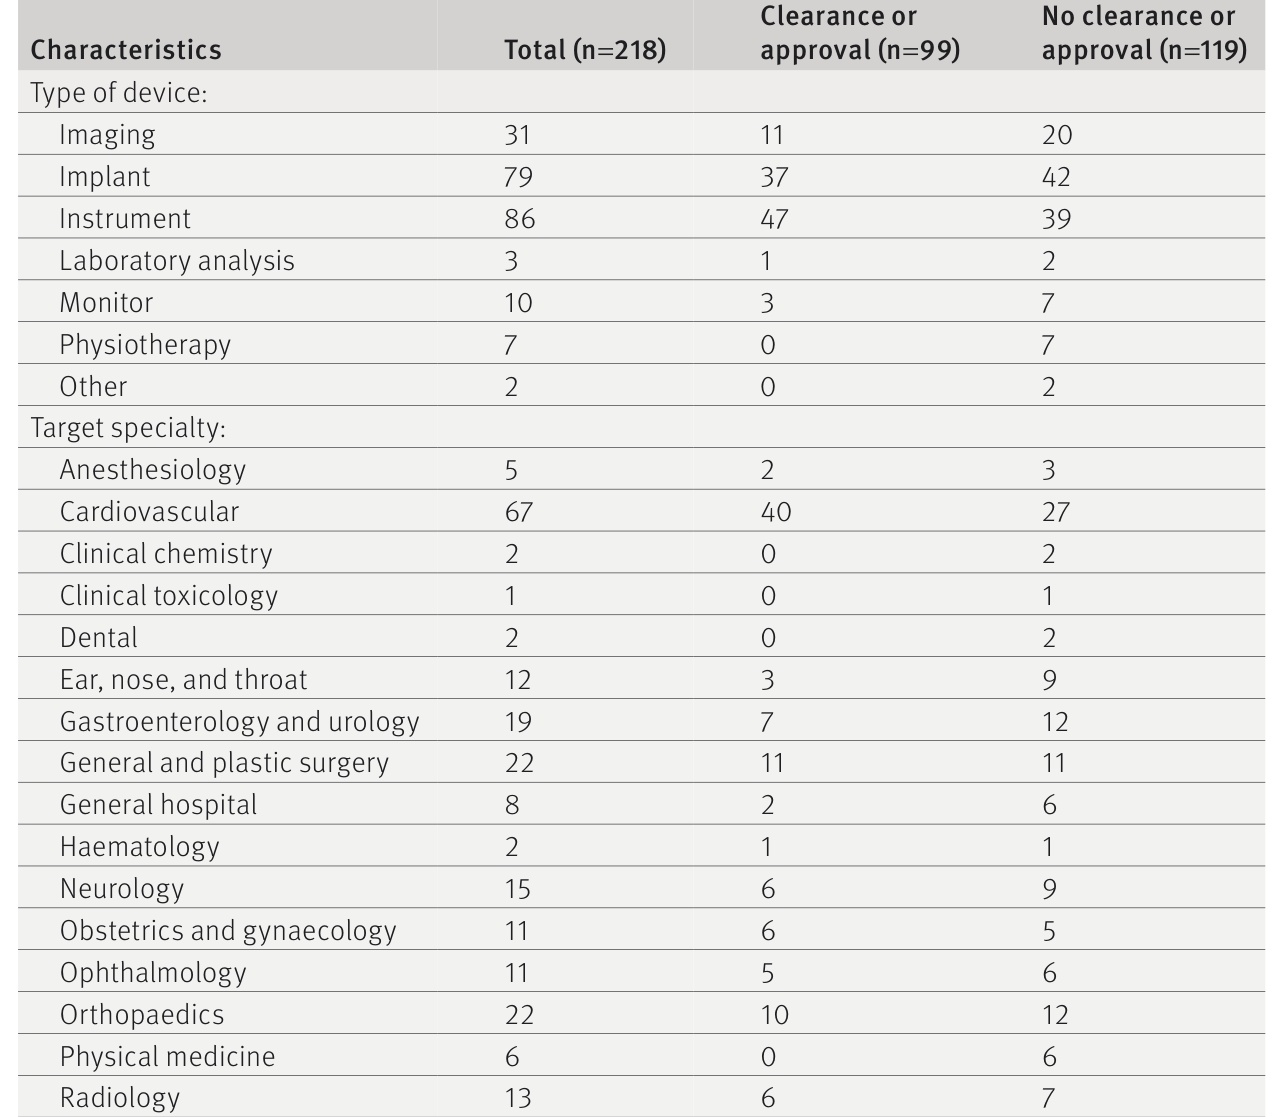 Characteristics Total (n=218) Clearance or approval (n=99) No clearance or approval (n=119)
Type of device:
Imaging 31 11 20
Implant 79 37 42
Instrument 86 47 39
Laboratory analysis 3 1 2
Monitor 10 3 7
Physiotherapy 7 0 7
Other 2 0 2
Target specialty:
Anesthesiology 5 2 3
Cardiovascular 67 40 27
Clinical chemistry 2 0 2
Clinical toxicology 1 0 1
Dental 2 0 2
Ear, nose, and throat 12 3 9
Gastroenterology and urology 19 7 12
General and plastic surgery 22 11 11
General hospital 8 2 6
Haematology 2 1 1
Neurology 15 6 9
Obstetrics and gynaecology 11 6 5
Ophthalmology 11 5 6
Orthopaedics 22 10 12
Physical medicine 6 0 6
Radiology 13 6 7